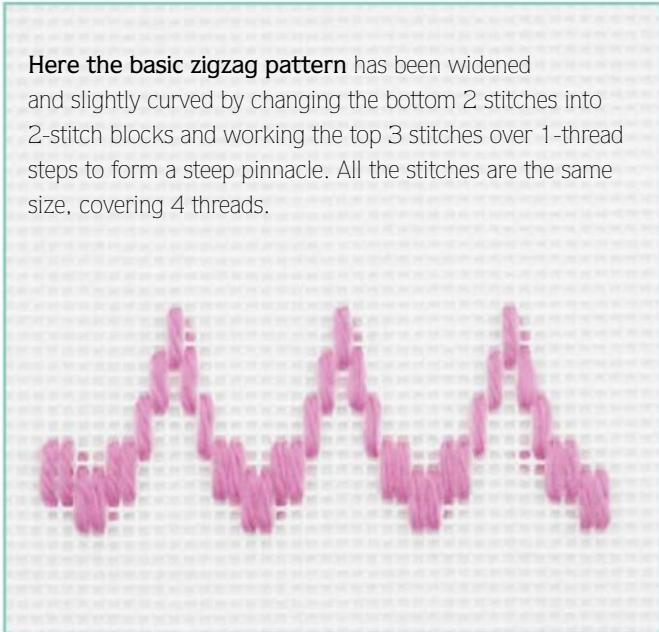 Here the basic zigzag pattern has been widened
and slightly curved by changing the bottom 2 stitches into
2-stitch blocks and working the top 3 stitches over 1-thread
steps to form a steep pinnacle. All the stitches are the same
size, covering 4 threads.